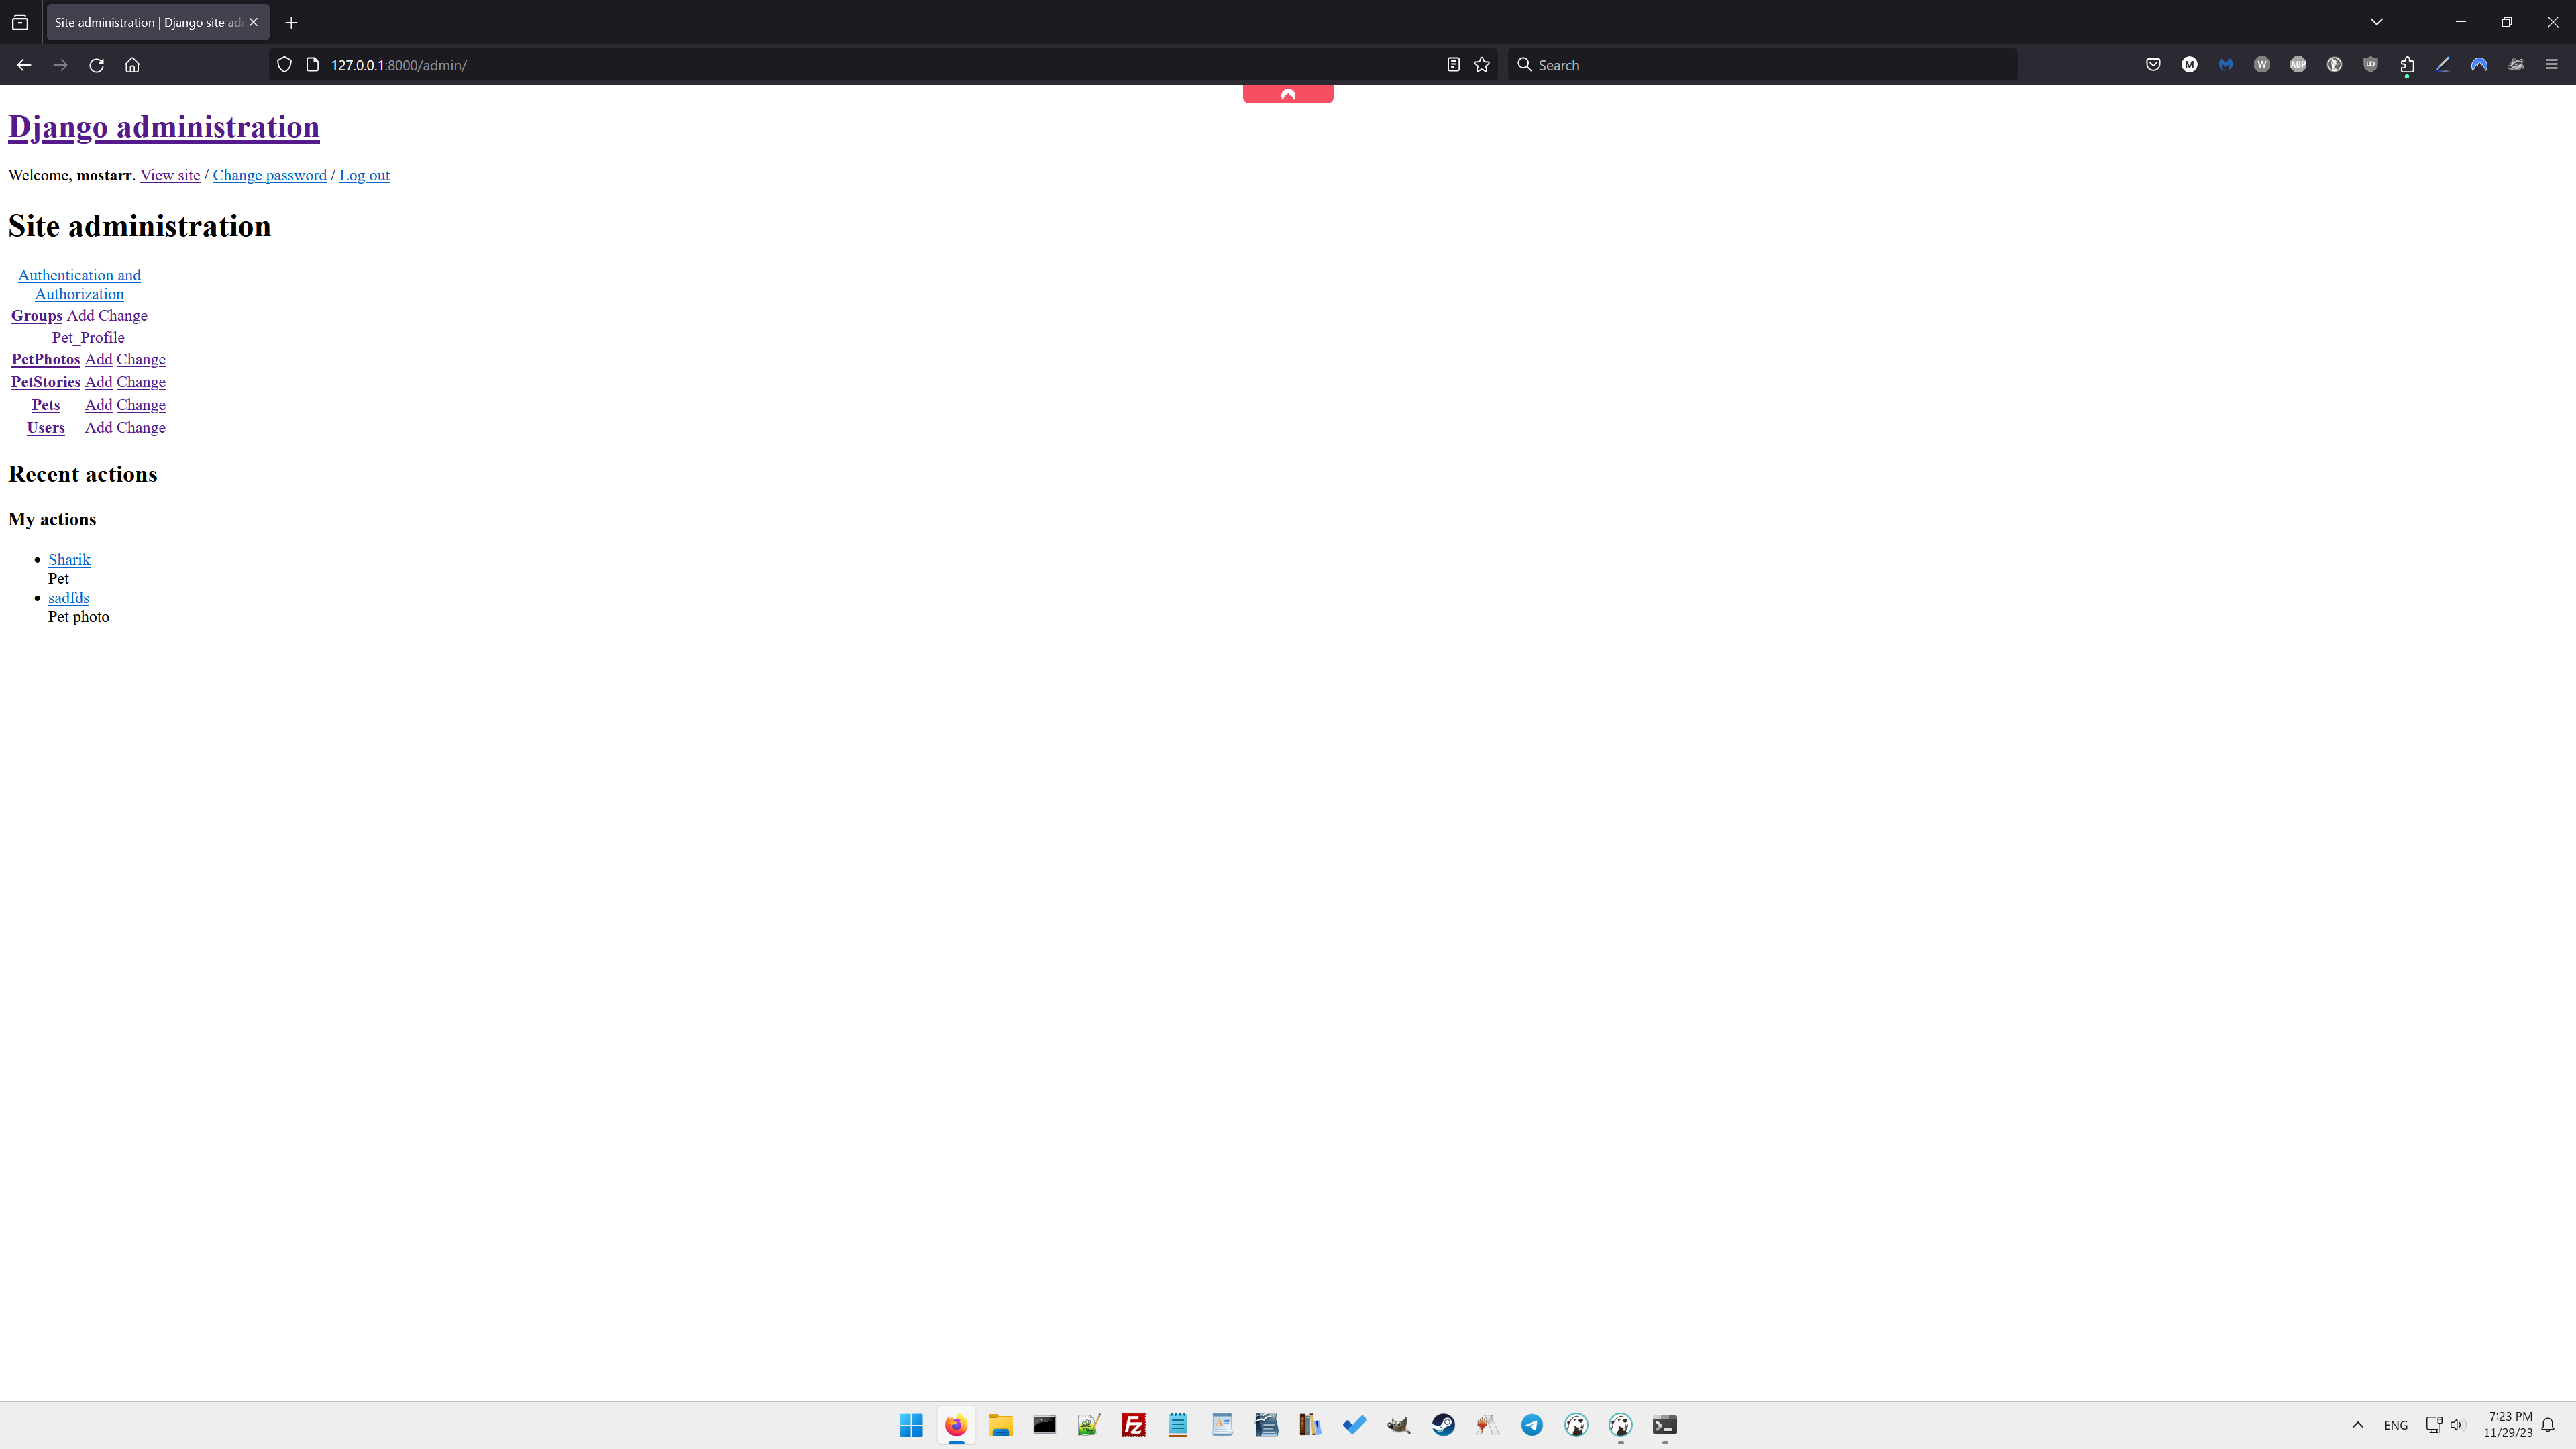 Site administration | Django site adm
127.0.0.1:8000/admin/
Search
Django administration
Welcome, mostarr. View site / Change password / Log out
Site administration
Authentication and
Authorization
Groups Add Change
Pet_Profile
PetPhotos Add Change
PetStories Add Change
Pets Add Change
Users Add Change
Recent actions
My actions
Sharik
Pet
sadfds
Pet photo
ENG
7:23 PM
11/29/23